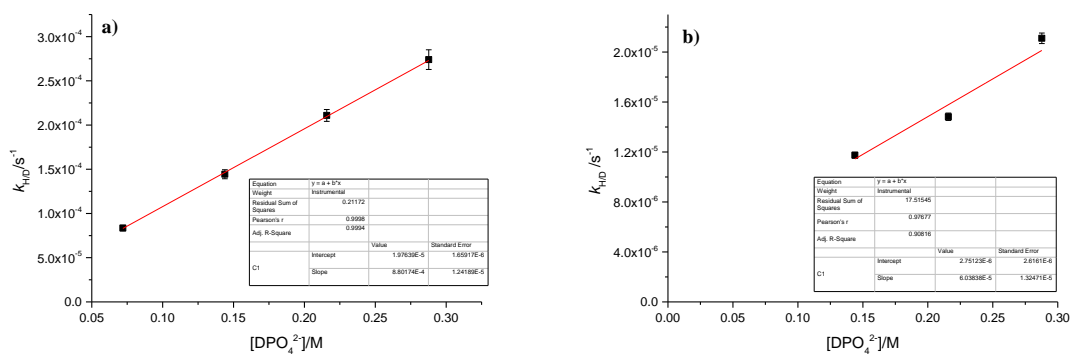 a)
3.0x10⁻⁴
2.5x10⁻⁴
2.0x10⁻⁴
1.5x10⁻⁴
1.0x10⁻⁴
5.0x10⁻⁵
0.0
k_H/D/s⁻¹
Equation y = a + b*x
Weight Instrumental
Residual Sum of Squares 0.21172
Pearson's r 0.9998
Adj. R-Square 0.9994
Value Standard Error
C1 Intercept 1.97639E-5 1.65917E-6
Slope 8.80174E-4 1.24189E-5
0.05 0.10 0.15 0.20 0.25 0.30
[DPO₄²⁻]/M
b)
2.0x10⁻⁵
1.6x10⁻⁵
1.2x10⁻⁵
8.0x10⁻⁶
4.0x10⁻⁶
0.0
k_H/D/s⁻¹
Equation y = a + b*x
Weight Instrumental
Residual Sum of Squares 17.51545
Pearson's r 0.97677
Adj. R-Square 0.90816
Value Standard Error
C1 Intercept 2.75123E-6 2.6161E-6
Slope 6.03838E-5 1.32471E-5
0.00 0.05 0.10 0.15 0.20 0.25 0.30
[DPO₄²⁻]/M